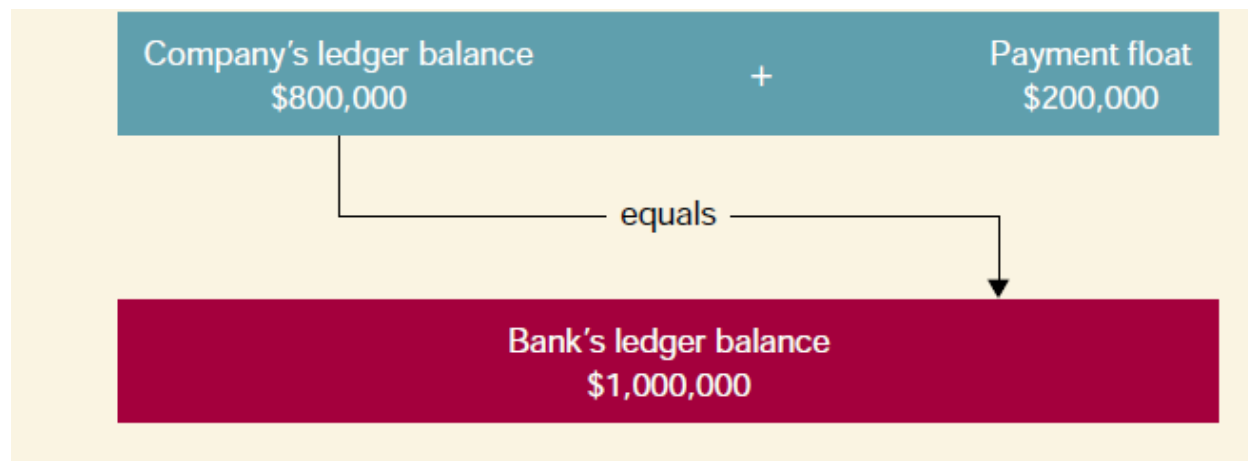 Company’s ledger balance
$800,000
+
Payment float
$200,000
equals
Bank’s ledger balance
$1,000,000